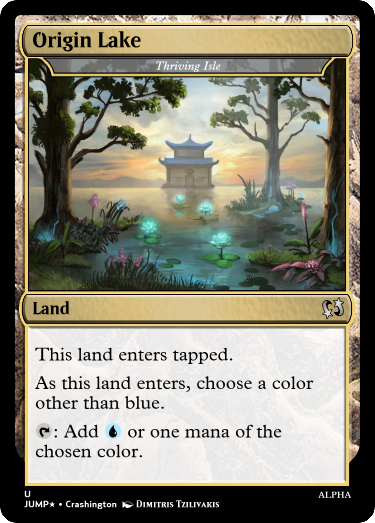 Origin Lake
Thriving Isle
Land
This land enters tapped.
As this land enters, choose a color
other than blue.
: Add or one mana of the
chosen color.
U ALPHA
JUMP★ • Crashington Dimitris Tzilivakis